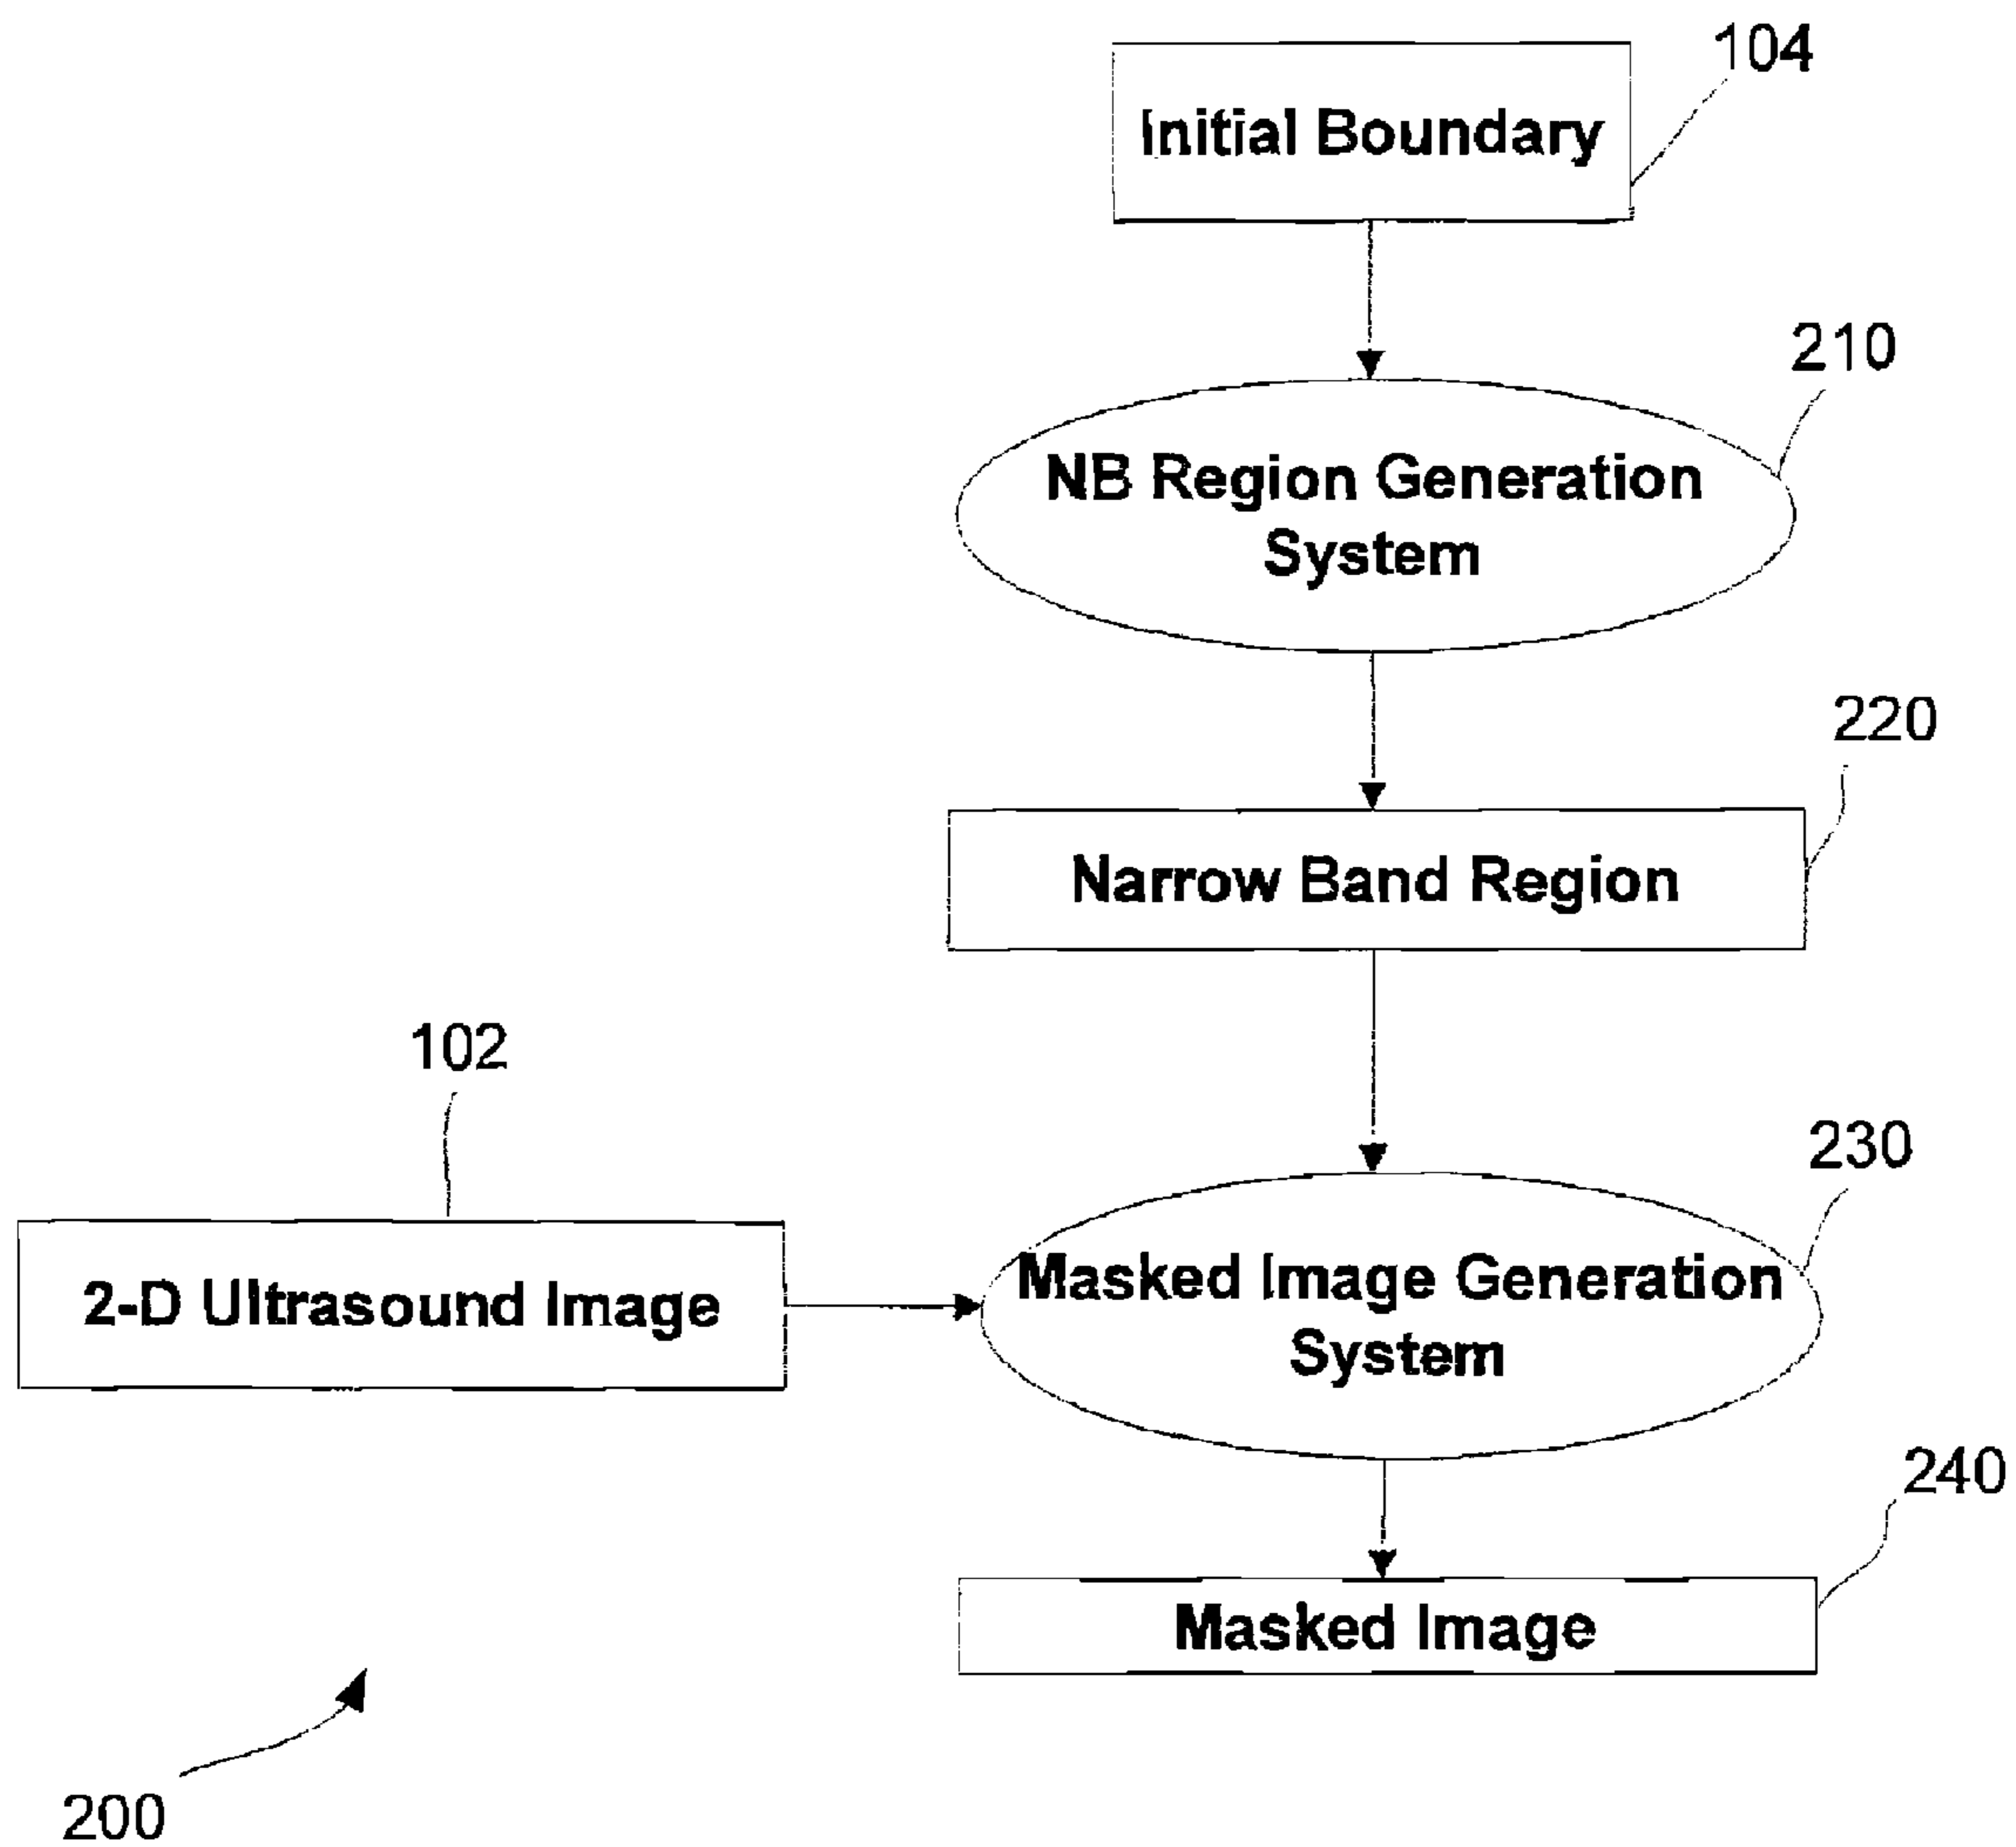 104
Initial Boundary
210
NB Region Generation
System
220
Narrow Band Region
102
230
2-D Ultrasound Image
Masked Image Generation
System
240
Masked Image
200